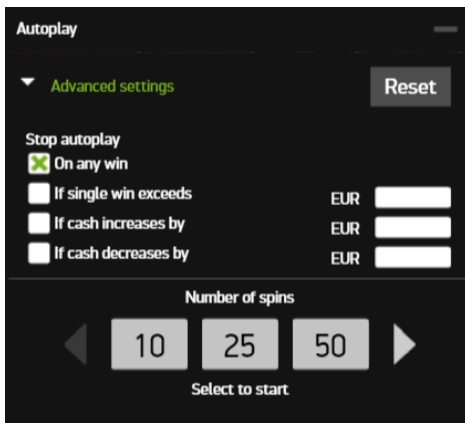 Autoplay
Advanced settings
Reset
Stop autoplay
On any win
If single win exceeds EUR
If cash increases by EUR
If cash decreases by EUR
Number of spins
10 25 50
Select to start